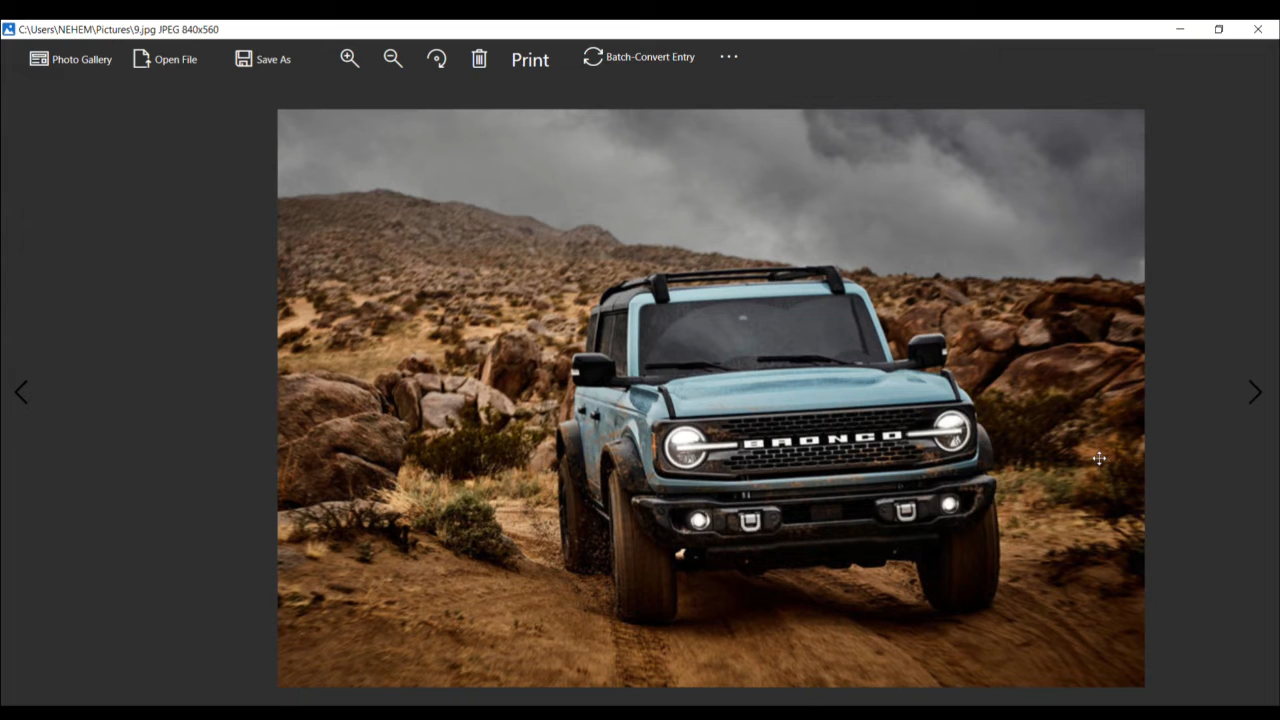 C:\Users\NEHEM\Pictures\9.jpg JPEG 840x560
Photo Gallery
Open File
Save As
Print
Batch-Convert Entry
BRONCO